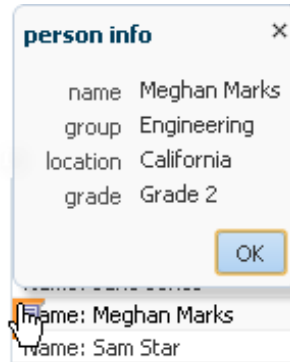 person info
name Meghan Marks
group Engineering
location California
grade Grade 2
OK
Name: Meghan Marks
Name: Sam Star